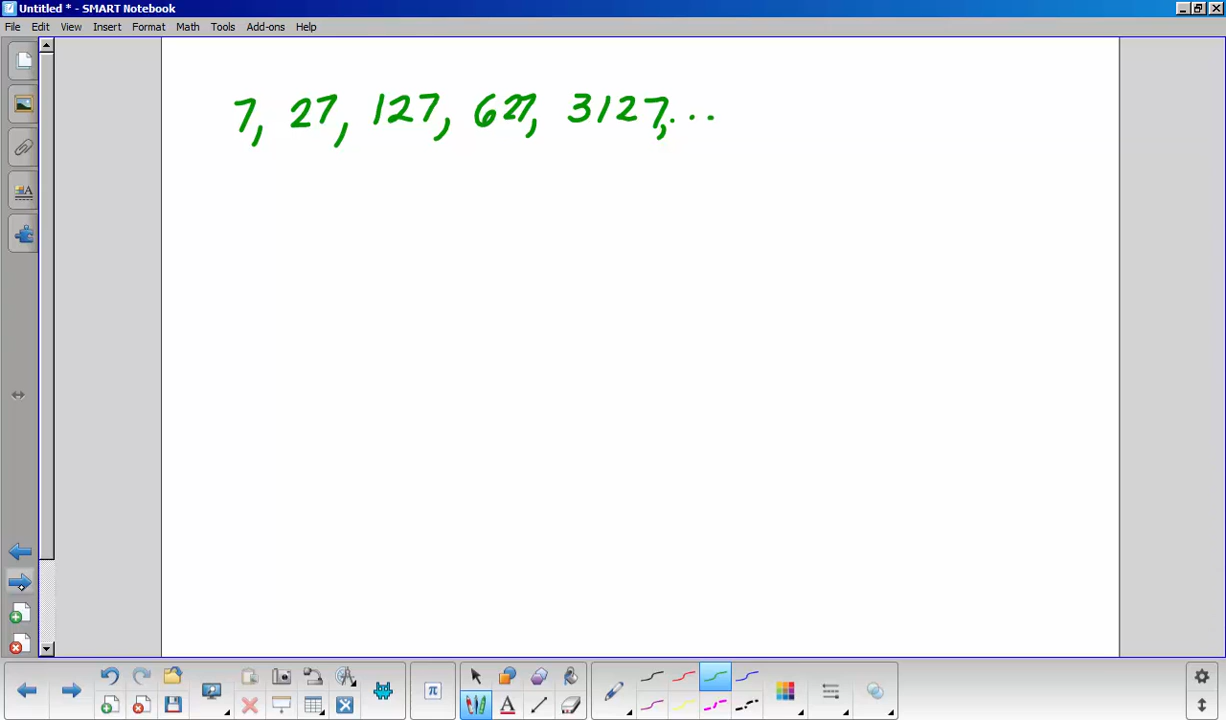 Untitled * - SMART Notebook
File Edit View Insert Format Math Tools Add-ons Help
7, 27, 127, 627, 3127,...
π
A